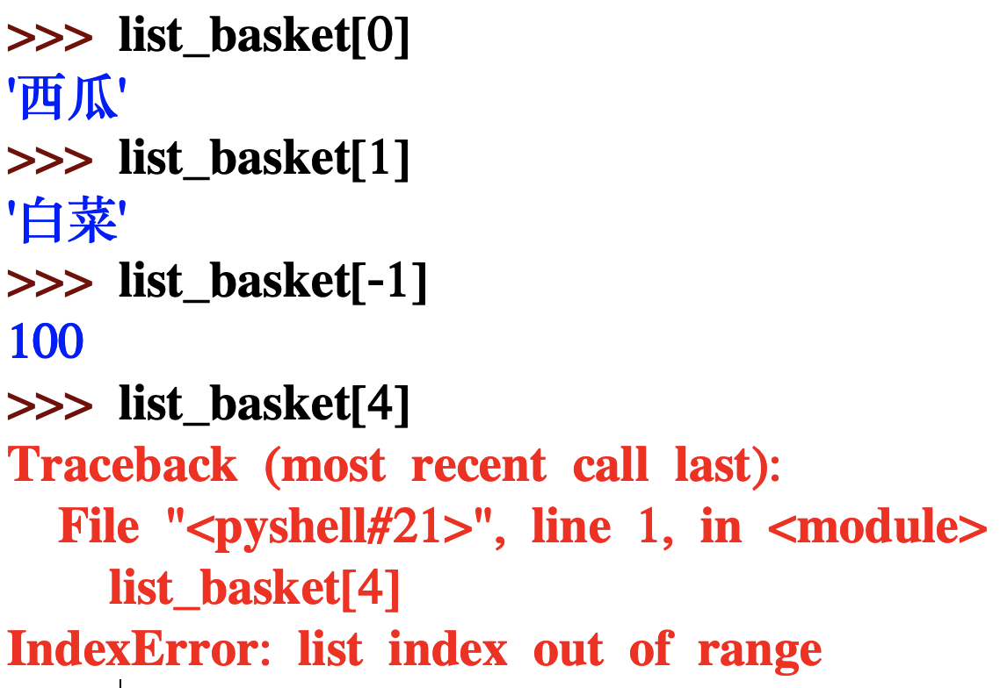 >>> list_basket[0]
'西瓜'
>>> list_basket[1]
'白菜'
>>> list_basket[-1]
100
>>> list_basket[4]
Traceback (most recent call last):
  File "<pyshell#21>", line 1, in <module>
    list_basket[4]
IndexError: list index out of range